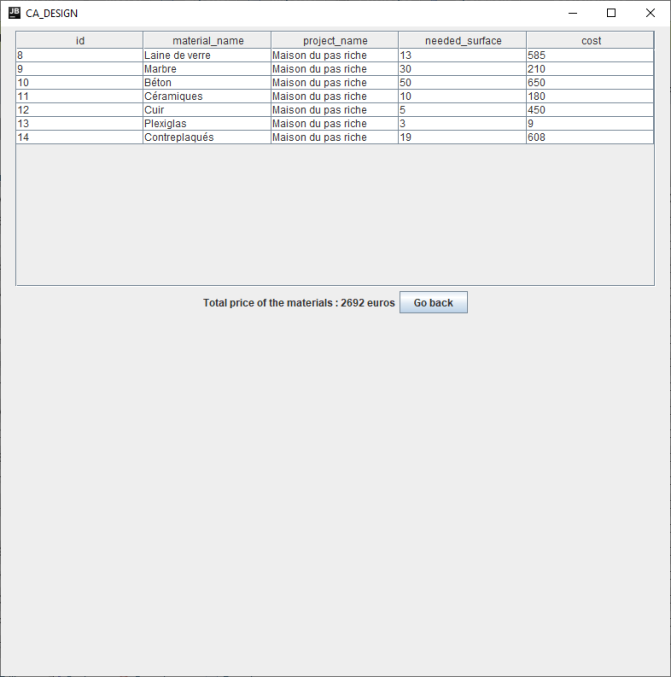 JB CA_DESIGN
id material_name project_name needed_surface cost
8 Laine de verre Maison du pas riche 13 585
9 Marbre Maison du pas riche 30 210
10 Béton Maison du pas riche 50 650
11 Céramiques Maison du pas riche 10 180
12 Cuir Maison du pas riche 5 450
13 Plexiglas Maison du pas riche 3 9
14 Contreplaqués Maison du pas riche 19 608
Total price of the materials : 2692 euros Go back